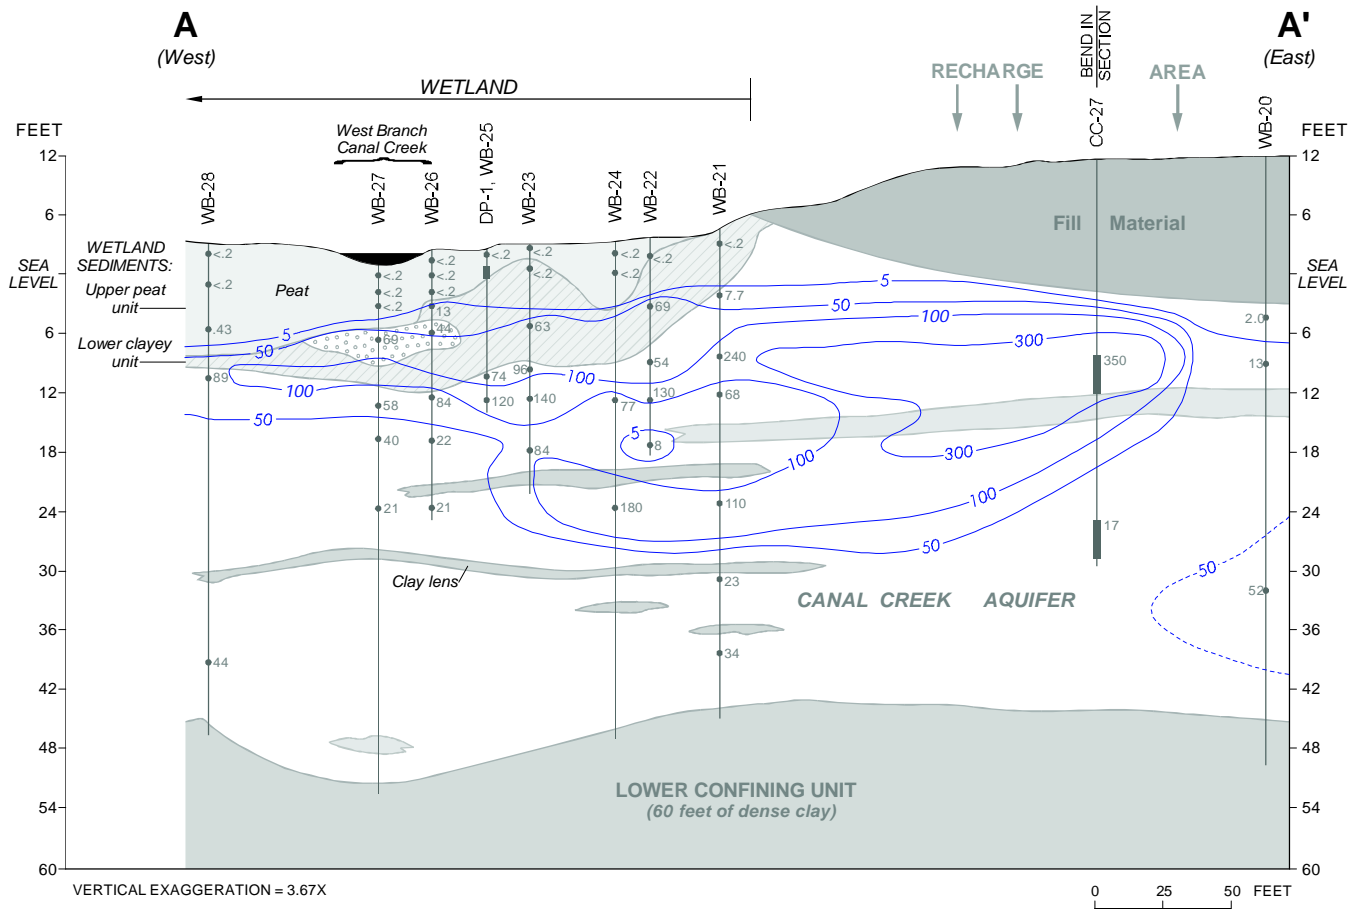 A
(West)
A'
(East)
WETLAND
RECHARGE
AREA
BEND IN
SECTION
FEET
FEET
West Branch
Canal Creek
WB-28
WB-27
WB-26
DP-1, WB-25
WB-23
WB-24
WB-22
WB-21
CC-27
WB-20
12
6
SEA
LEVEL
6
12
18
24
30
36
42
48
54
60
12
6
SEA
LEVEL
6
12
18
24
30
36
42
48
54
60
WETLAND
SEDIMENTS:
Upper peat
unit
Lower clayey
unit
Peat
Fill Material
<.2
<.2
.43
89
44
<.2
<.2
<.2
69
58
40
21
<.2
<.2
<.2
13
44
84
22
21
<.2
74
120
<.2
<.2
63
96
140
84
<.2
<.2
77
180
<.2
69
54
130
8
<.2
7.7
240
68
110
23
34
350
17
2.0
13
52
5
50
100
50
100
5
100
5
50
100
300
300
100
50
50
Clay lens
CANAL CREEK AQUIFER
LOWER CONFINING UNIT
(60 feet of dense clay)
VERTICAL EXAGGERATION = 3.67X
0 25 50 FEET